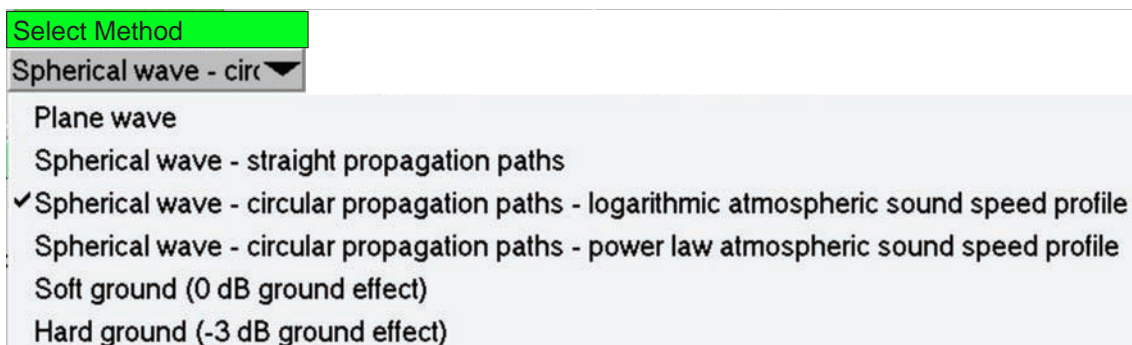 Select Method
Spherical wave - circ
Plane wave
Spherical wave - straight propagation paths
✓Spherical wave - circular propagation paths - logarithmic atmospheric sound speed profile
Spherical wave - circular propagation paths - power law atmospheric sound speed profile
Soft ground (0 dB ground effect)
Hard ground (-3 dB ground effect)